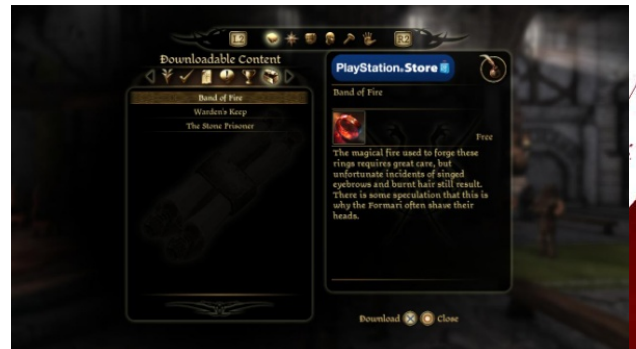 L2
R2
Downloadable Content
Band of Fire
Warden's Keep
The Stone Prisoner
PlayStation®Store
Band of Fire
Free
The magical fire used to forge these
rings requires great care, but
unfortunate incidents of singed
eyebrows and burnt hair still result.
There is some speculation that this is
why the Formari often shave their
heads.
Download Close